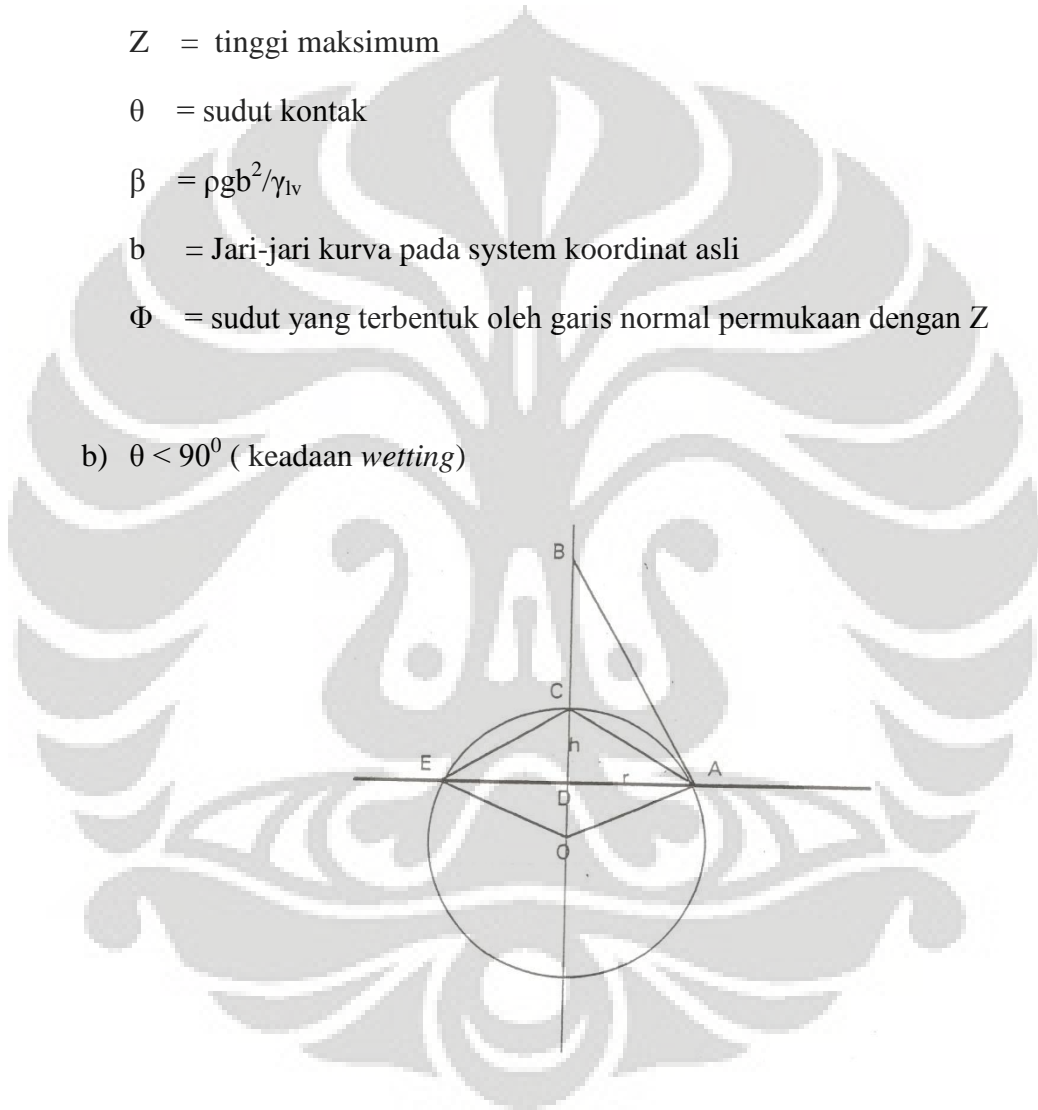 Z = tinggi maksimum
θ = sudut kontak
β = ρgb²/γlv
b = Jari-jari kurva pada system koordinat asli
Φ = sudut yang terbentuk oleh garis normal permukaan dengan Z
b) θ < 90⁰ ( keadaan wetting)
B
C
h
E
r
A
D
O